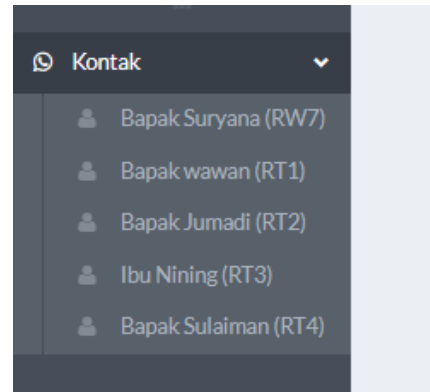 Kontak
Bapak Suryana (RW7)
Bapak wawan (RT1)
Bapak Jumadi (RT2)
Ibu Nining (RT3)
Bapak Sulaiman (RT4)